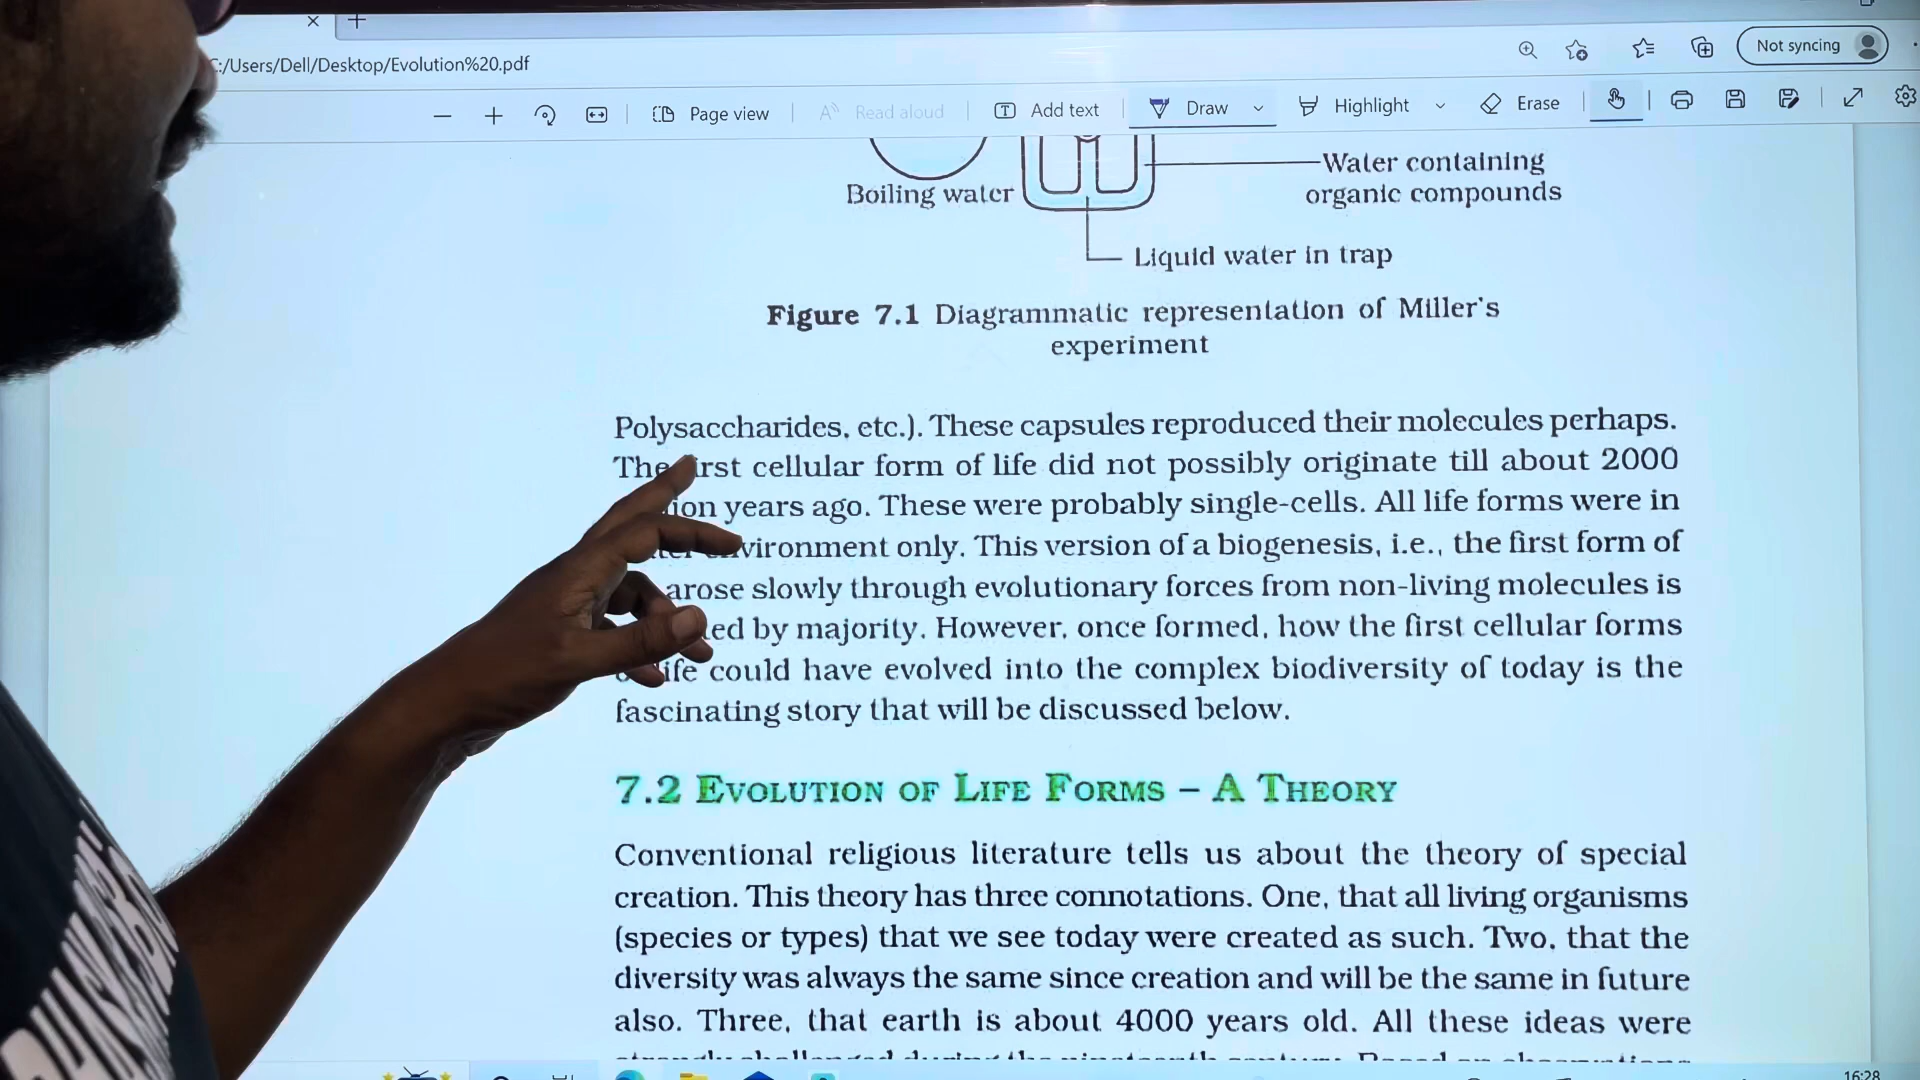 C:/Users/Dell/Desktop/Evolution%20.pdf
Not syncing
Page view
Read aloud
Add text
Draw
Highlight
Erase
Boiling water
Water containing
organic compounds
Liquid water in trap
Figure 7.1 Diagrammatic representation of Miller's
experiment
Polysaccharides, etc.). These capsules reproduced their molecules perhaps.
The cellular form of life did not possibly originate till about 2000
years ago. These were probably single-cells. All life forms were in
only. This version of a biogenesis, i.e., the first form of
arose slowly through evolutionary forces from non-living molecules is
by majority. However, once formed, how the first cellular forms
could have evolved into the complex biodiversity of today is the
fascinating story that will be discussed below.
7.2 EVOLUTION OF LIFE FORMS – A THEORY
Conventional religious literature tells us about the theory of special
creation. This theory has three connotations. One, that all living organisms
(species or types) that we see today were created as such. Two, that the
diversity was always the same since creation and will be the same in future
also. Three, that earth is about 4000 years old. All these ideas were
16:28